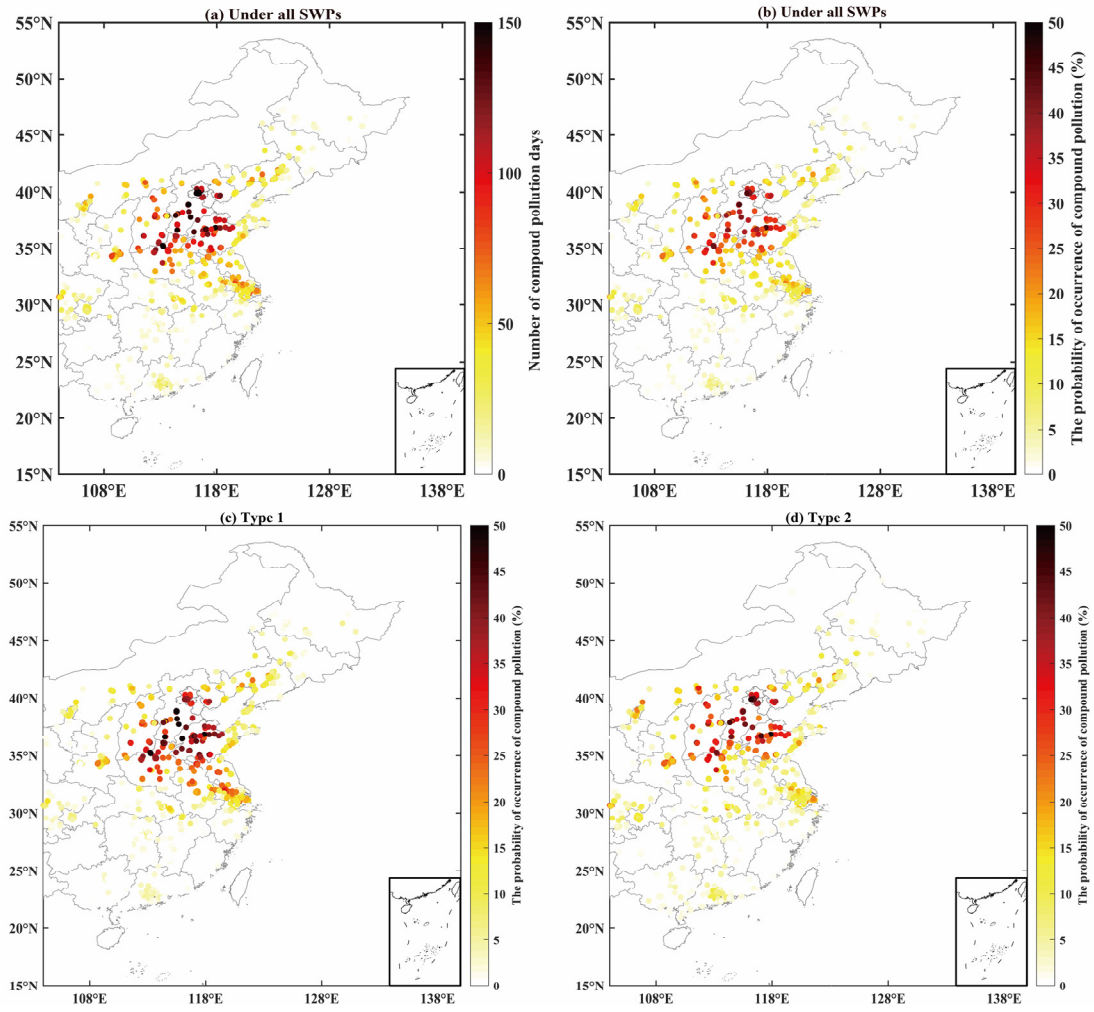 (a) Under all SWPs
55°N
50°N
45°N
40°N
35°N
30°N
25°N
20°N
15°N
108°E 118°E 128°E 138°E
150
100
50
0
Number of compoud pollution days
(b) Under all SWPs
55°N
50°N
45°N
40°N
35°N
30°N
25°N
20°N
15°N
108°E 118°E 128°E 138°E
50
45
40
35
30
25
20
15
10
5
0
The probability of occurrence of compound pollution (%)
(c) Type 1
55°N
50°N
45°N
40°N
35°N
30°N
25°N
20°N
15°N
108°E 118°E 128°E 138°E
50
45
40
35
30
25
20
15
10
5
0
The probability of occurrence of compound pollution (%)
(d) Type 2
55°N
50°N
45°N
40°N
35°N
30°N
25°N
20°N
15°N
108°E 118°E 128°E 138°E
50
45
40
35
30
25
20
15
10
5
0
The probability of occurrence of compound pollution (%)